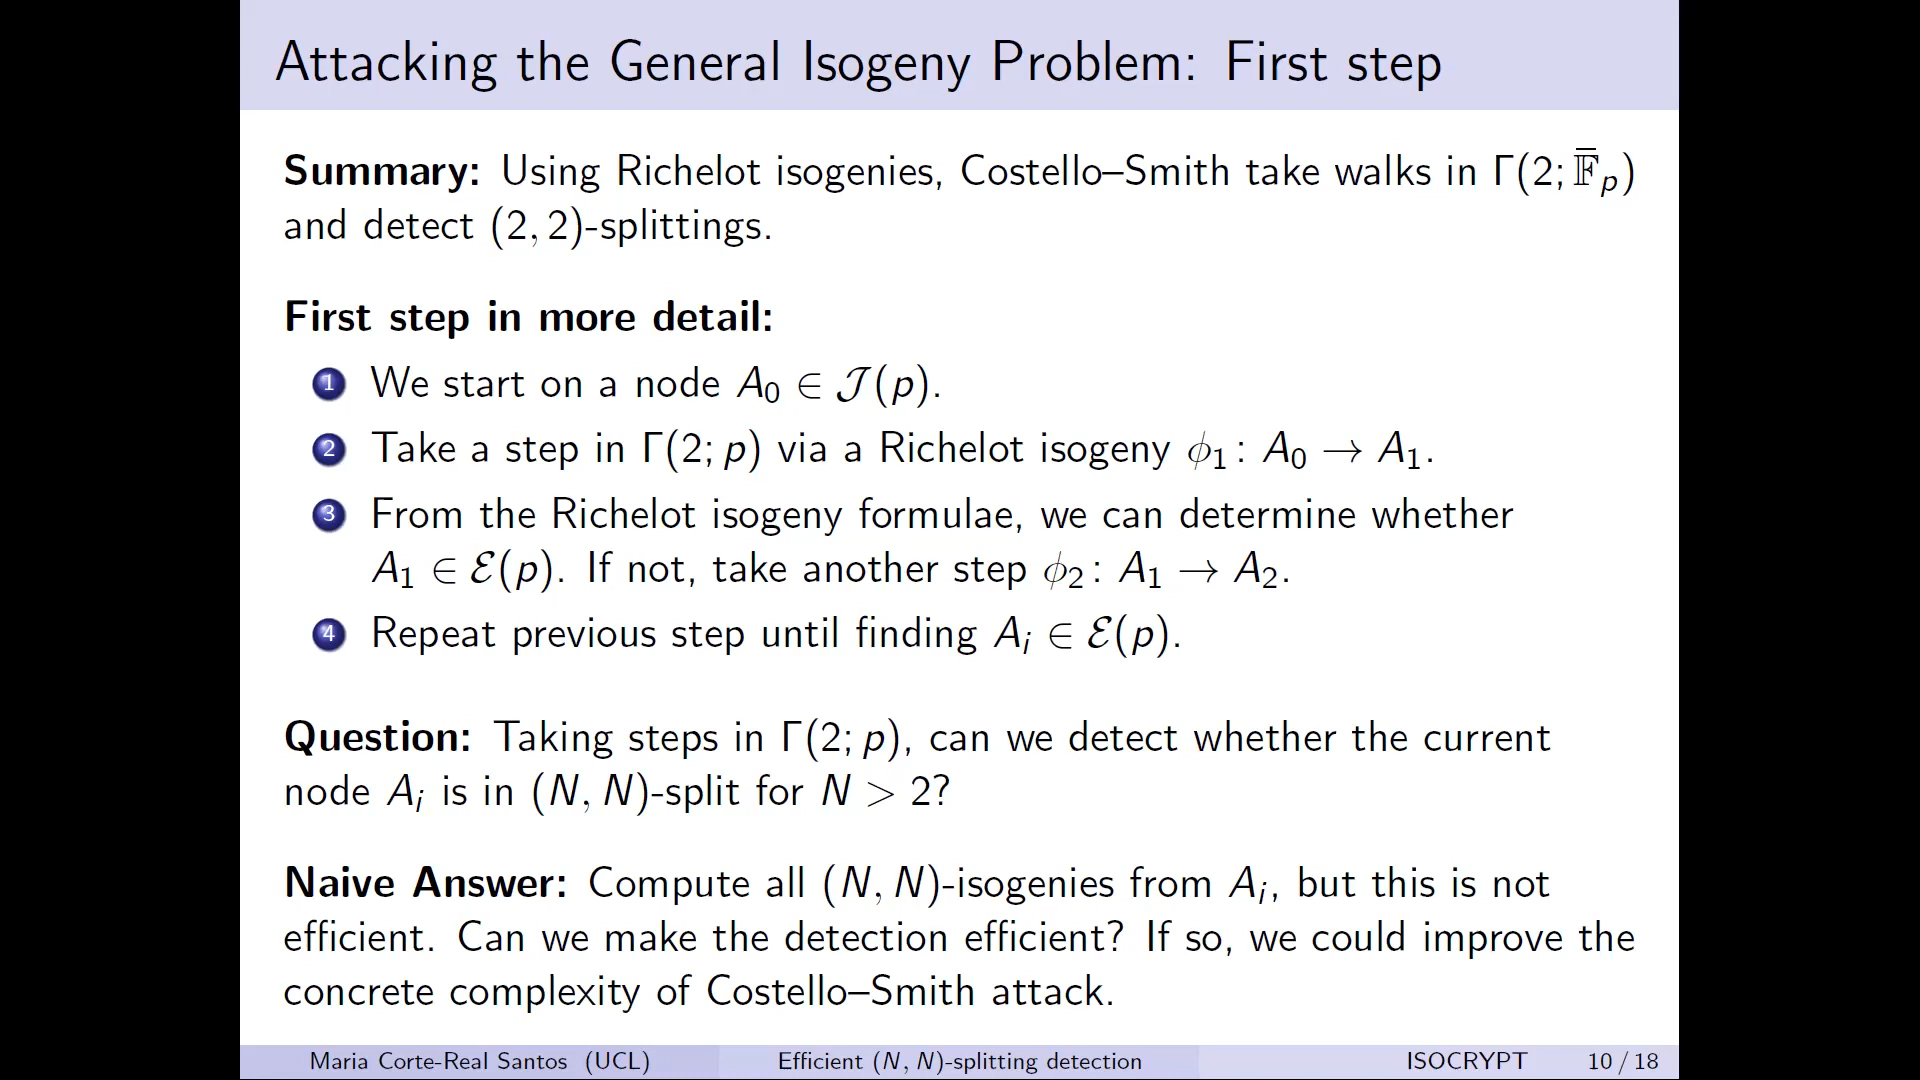 Attacking the General Isogeny Problem: First step
Summary: Using Richelot isogenies, Costello–Smith take walks in Γ(2; F̅ₚ)
and detect (2, 2)-splittings.
First step in more detail:
1 We start on a node A₀ ∈ 𝒥(p).
2 Take a step in Γ(2; p) via a Richelot isogeny ϕ₁ : A₀ → A₁.
3 From the Richelot isogeny formulae, we can determine whether
A₁ ∈ ℰ(p). If not, take another step ϕ₂ : A₁ → A₂.
4 Repeat previous step until finding Aᵢ ∈ ℰ(p).
Question: Taking steps in Γ(2; p), can we detect whether the current
node Aᵢ is in (N, N)-split for N > 2?
Naive Answer: Compute all (N, N)-isogenies from Aᵢ, but this is not
efficient. Can we make the detection efficient? If so, we could improve the
concrete complexity of Costello–Smith attack.
Maria Corte-Real Santos (UCL) Efficient (N, N)-splitting detection ISOCRYPT 10 / 18